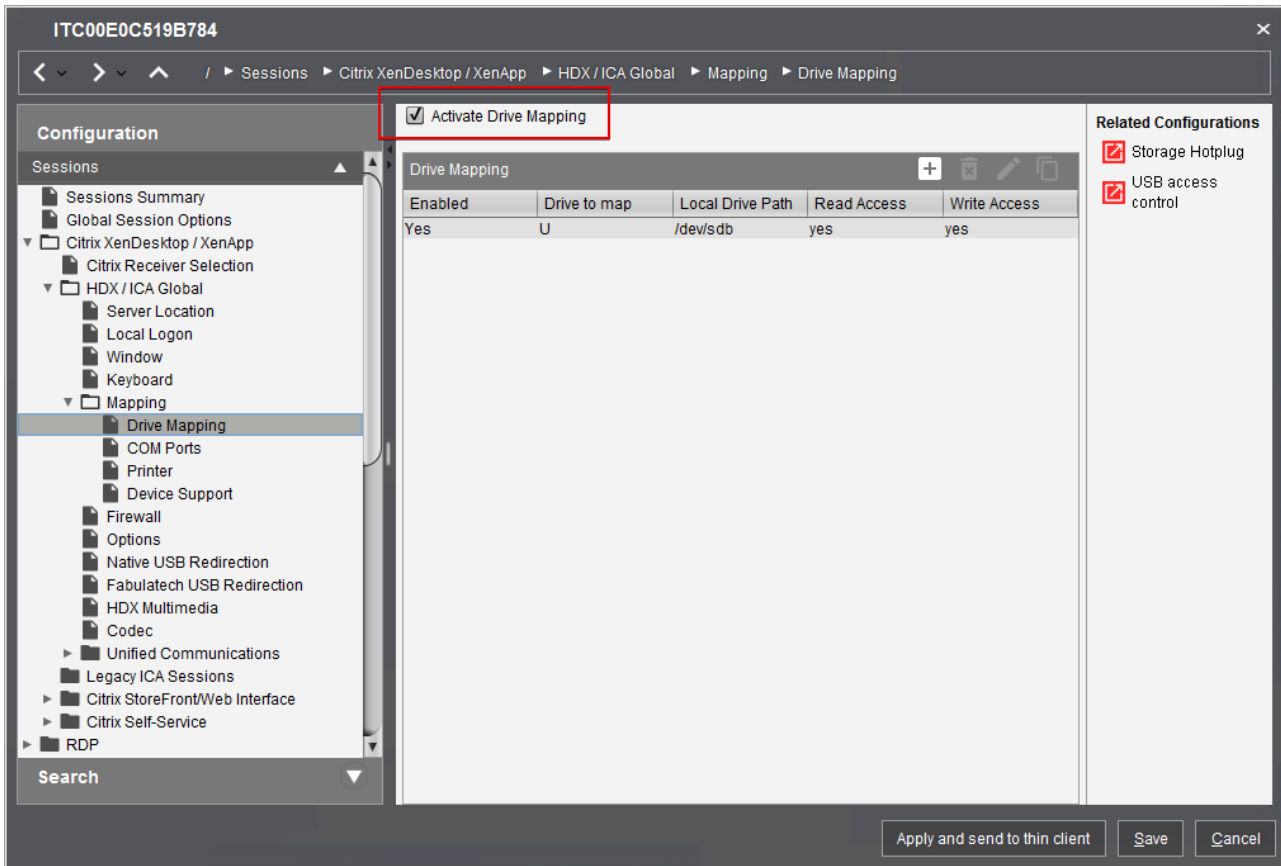 ITC00E0C519B784
/ Sessions Citrix XenDesktop / XenApp HDX / ICA Global Mapping Drive Mapping
Configuration
Sessions
Sessions Summary
Global Session Options
Citrix XenDesktop / XenApp
Citrix Receiver Selection
HDX / ICA Global
Server Location
Local Logon
Window
Keyboard
Mapping
Drive Mapping
COM Ports
Printer
Device Support
Firewall
Options
Native USB Redirection
Fabulatech USB Redirection
HDX Multimedia
Codec
Unified Communications
Legacy ICA Sessions
Citrix StoreFront/Web Interface
Citrix Self-Service
RDP
Search
Activate Drive Mapping
Drive Mapping
Enabled Drive to map Local Drive Path Read Access Write Access
Yes U /dev/sdb yes yes
Related Configurations
Storage Hotplug
USB access
control
Apply and send to thin client Save Cancel